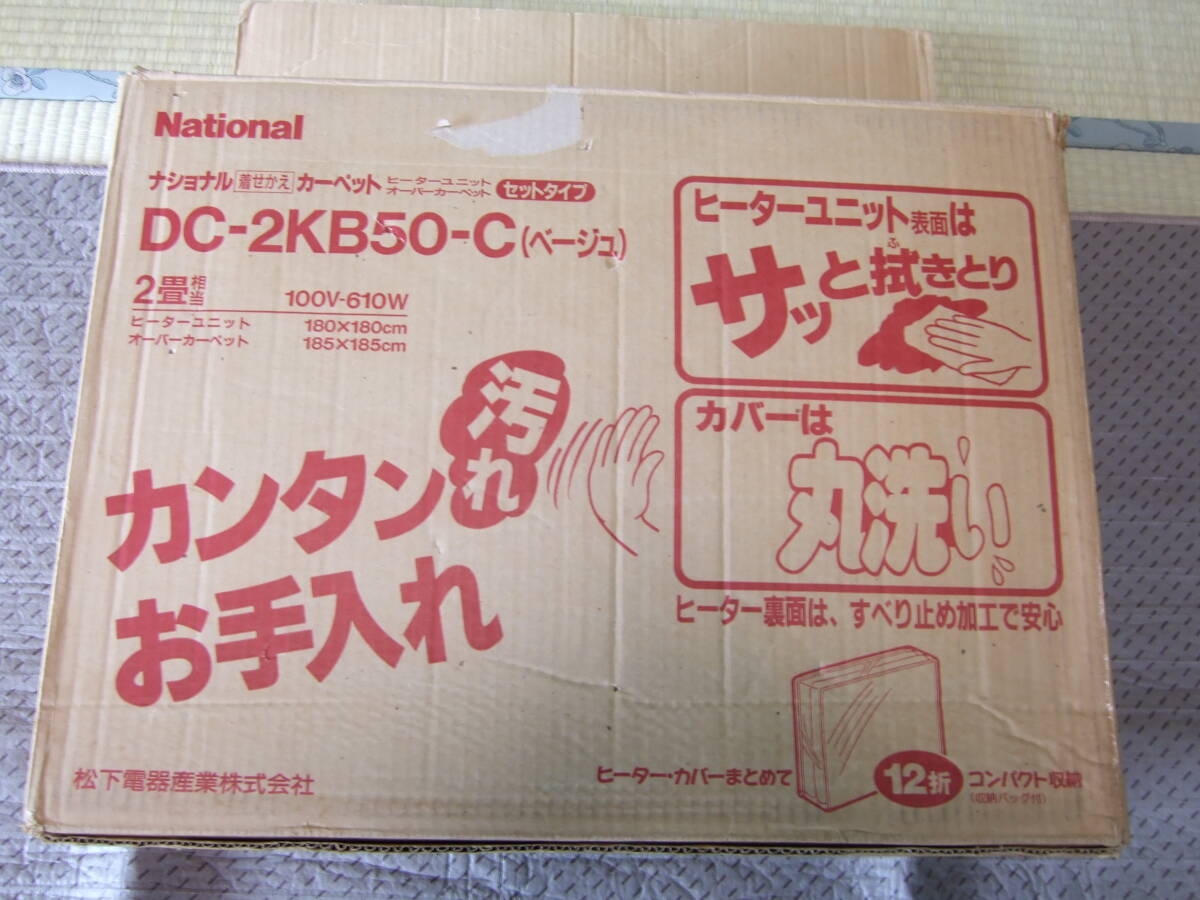 National
ナショナル 着せかえ カーペット ヒーターユニット オーバーカーペット セットタイプ
DC-2KB50-C(ベージュ)
2畳相当 100V-610W
ヒーターユニット 180×180cm
オーバーカーペット 185×185cm
ヒーターユニット表面は
サッと拭きとり
ふ
カバーは
丸洗い
汚れ
カンタン
お手入れ
ヒーター裏面は、すべり止め加工で安心
ヒーター・カバーまとめて 12折 コンパクト収納
(収納バッグ付)
松下電器産業株式会社